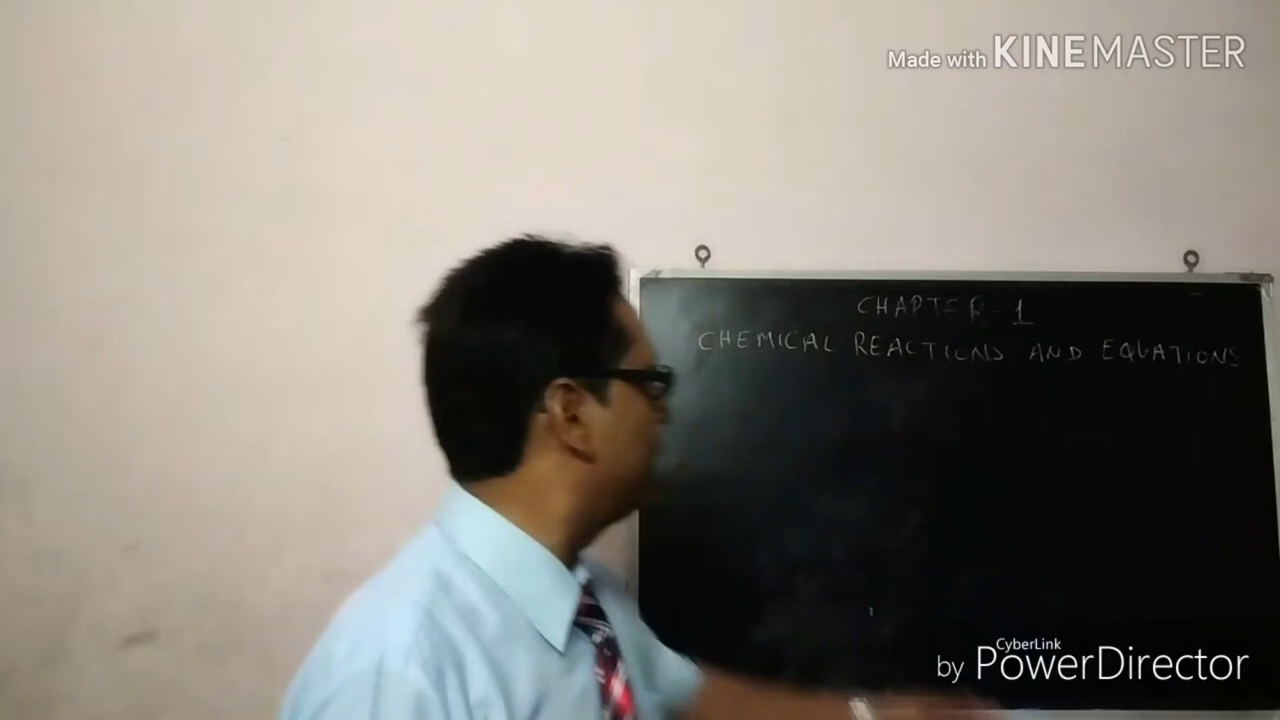 Made with KINEMASTER
CHAPTER - 1
CHEMICAL REACTIONS AND EQUATIONS
CyberLink
by PowerDirector